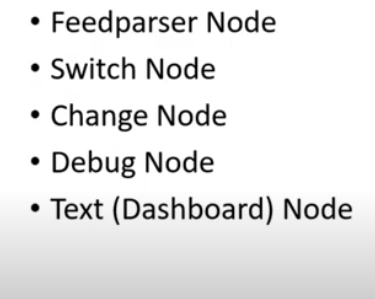 • Feedparser Node
• Switch Node
• Change Node
• Debug Node
• Text (Dashboard) Node